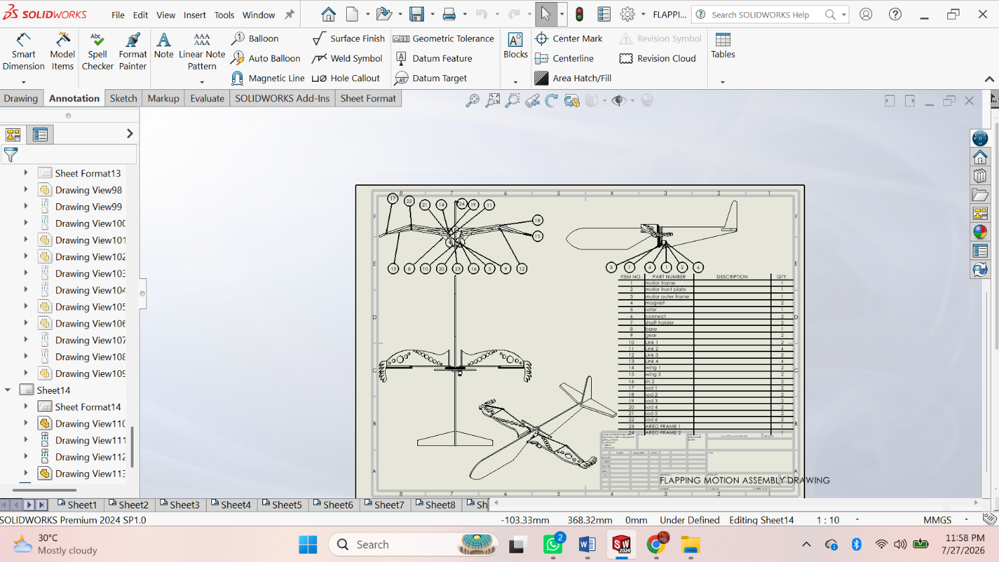 SOLIDWORKS File Edit View Insert Tools Window FLAPPI... Search SOLIDWORKS Help
Smart Dimension
Model Items
Spell Checker
Format Painter
Note
Linear Note Pattern
Balloon
Auto Balloon
Magnetic Line
Surface Finish
Weld Symbol
Hole Callout
Geometric Tolerance
Datum Feature
Datum Target
Blocks
Center Mark
Centerline
Area Hatch/Fill
Revision Symbol
Revision Cloud
Tables
Drawing Annotation Sketch Markup Evaluate SOLIDWORKS Add-Ins Sheet Format
Sheet Format13
Drawing View98
Drawing View99
Drawing View100
Drawing View101
Drawing View102
Drawing View103
Drawing View104
Drawing View105
Drawing View106
Drawing View107
Drawing View108
Drawing View109
Sheet14
Sheet Format14
Drawing View110
Drawing View111
Drawing View112
Drawing View113
8 7 6 5 4 3 2 1
17 22 21 14 24 19 11
18
15
13 8 10 20 23 16 5 9 12
3 7 4 1 2 6
F
E
D
C
B
A
ITEM NO. PART NUMBER DESCRIPTION QTY.
1 motor frame 1
2 motor front plate 1
3 motor outer frame 1
4 magnet 2
5 rotor 1
6 connect 2
7 shaft holder 2
8 base 1
9 gear 2
10 Link 1 2
11 Link 2 4
12 Link 3 2
13 Link 4 4
14 wing 1 2
15 wing 2 2
16 sh 2 2
17 rod 1 2
18 rod 2 2
19 rod 3 2
20 rod 4 2
21 rod 5 2
22 rod 6 2
23 AREO FRAME 1 1
24 AREO FRAME 2 1
FLAPPING MOTION ASSEMBLY DRAWING
8 7 6 5 4 3 2 1
Sheet1 Sheet2 Sheet3 Sheet4 Sheet5 Sheet6 Sheet7 Sheet8 Sh
SOLIDWORKS Premium 2024 SP1.0 -103.33mm 368.32mm 0mm Under Defined Editing Sheet14 1 : 10 MMGS
30°C
Mostly cloudy
Search
2
11:58 PM
7/27/2026